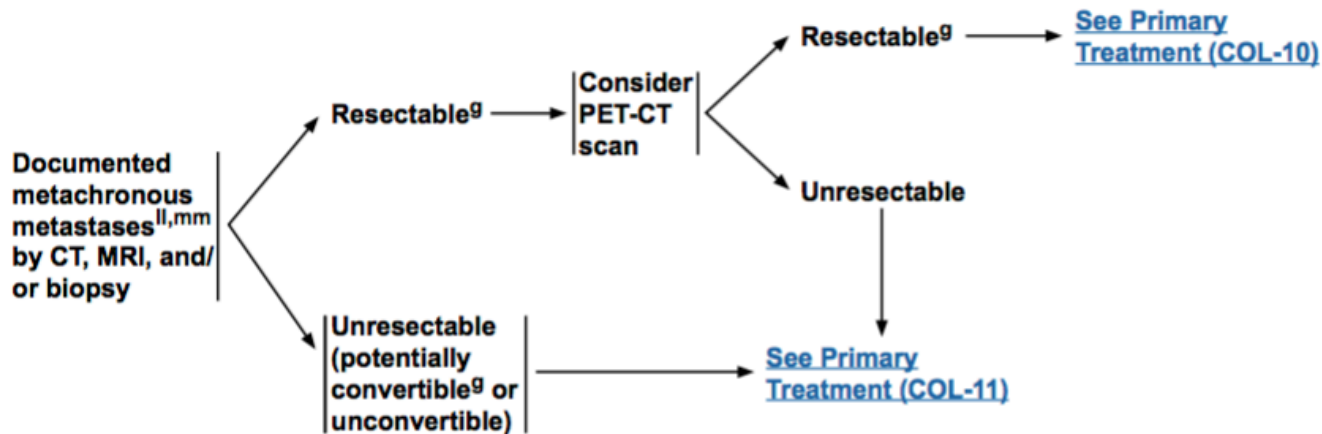 Documented
metachronous
metastases^ll,mm
by CT, MRI, and/
or biopsy
Resectable^g
Consider
PET-CT
scan
Resectable^g
See Primary
Treatment (COL-10)
Unresectable
Unresectable
(potentially
convertible^g or
unconvertible)
See Primary
Treatment (COL-11)